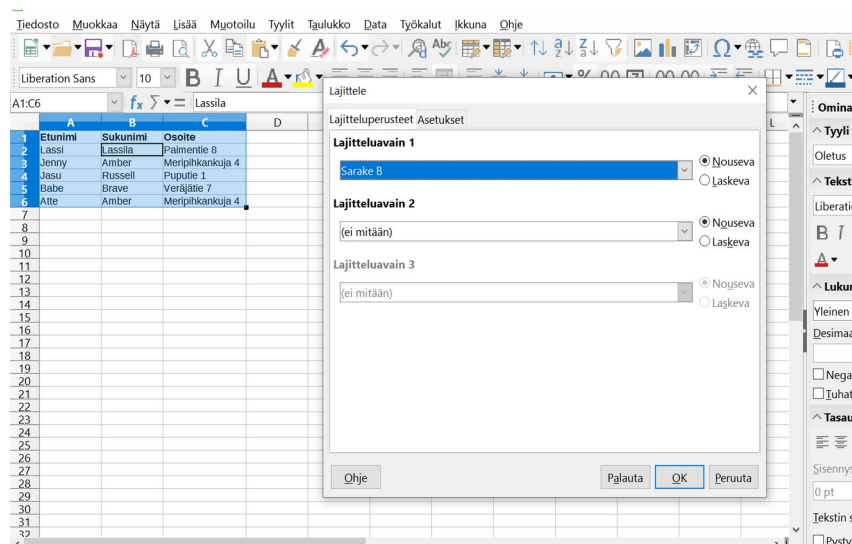 Tiedosto Muokkaa Näytä Lisää Muotoilu Tyylit Taulukko Data Työkalut Ikkuna Ohje
Liberation Sans 10 B I U A
A1:C6 fx Σ = Lassila
A B C D L
1 Etunimi Sukunimi Osoite
2 Lassi Lassila Paimentie 8
3 Jenny Amber Meripihkankuja 4
4 Jasu Russell Puputie 1
5 Babe Brave Veräjätie 7
6 Atte Amber Meripihkankuja 4
7
8
9
10
11
12
13
14
15
16
17
18
19
20
21
22
23
24
25
26
27
28
29
30
31
32
Lajittele
Lajitteluperusteet Asetukset
Lajitteluavain 1
Sarake B
Nouseva
Laskeva
Lajitteluavain 2
(ei mitään)
Nouseva
Laskeva
Lajitteluavain 3
(ei mitään)
Nouseva
Laskeva
Ohje Palauta OK Peruuta
Omina
Tyyli
Oletus
Tekst
Liberati
B I
A
Lukur
Yleinen
Desimaa
Nega
Tuhat
Tasau
Sisennys
0 pt
Tekstin s
Pysty